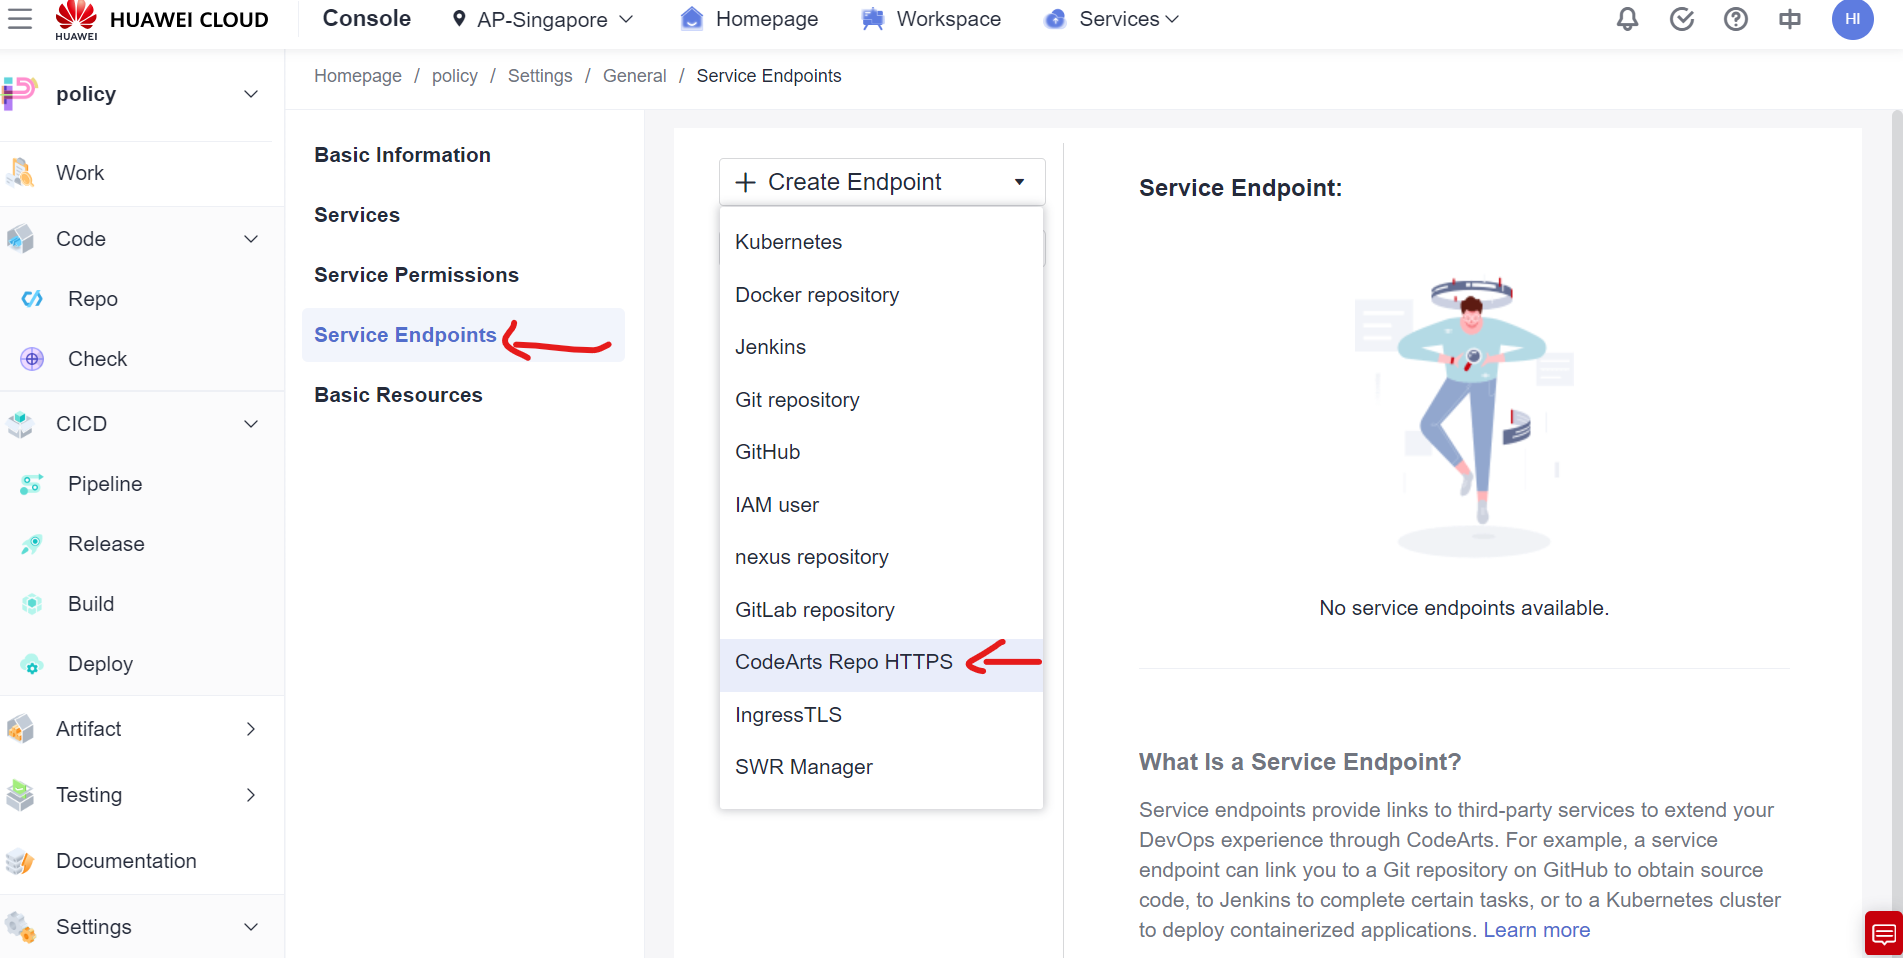 HUAWEI
HUAWEI CLOUD
Console
AP-Singapore
Homepage
Workspace
Services
HI
policy
Work
Code
Repo
Check
CICD
Pipeline
Release
Build
Deploy
Artifact
Testing
Documentation
Settings
Homepage / policy / Settings / General / Service Endpoints
Basic Information
Services
Service Permissions
Service Endpoints
Basic Resources
Create Endpoint
Kubernetes
Docker repository
Jenkins
Git repository
GitHub
IAM user
nexus repository
GitLab repository
CodeArts Repo HTTPS
IngressTLS
SWR Manager
Service Endpoint:
No service endpoints available.
What Is a Service Endpoint?
Service endpoints provide links to third-party services to extend your
DevOps experience through CodeArts. For example, a service
endpoint can link you to a Git repository on GitHub to obtain source
code, to Jenkins to complete certain tasks, or to a Kubernetes cluster
to deploy containerized applications. Learn more